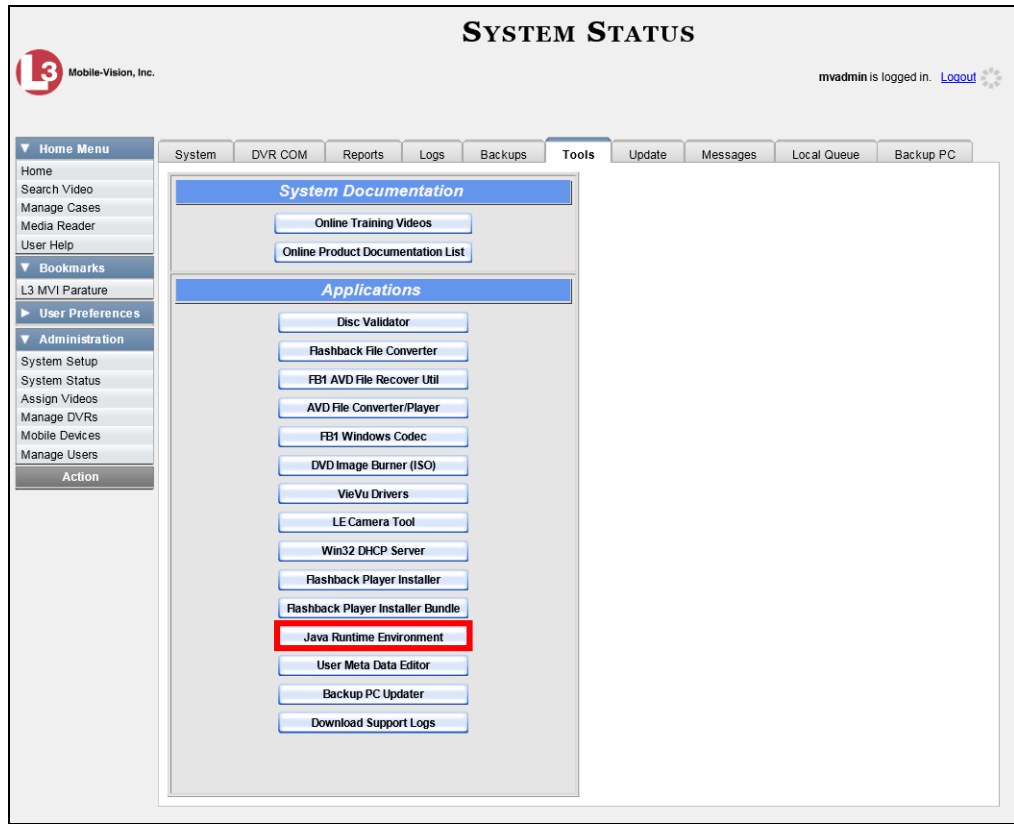 SYSTEM STATUS
L3 Mobile-Vision, Inc.
mvadmin is logged in. Logout
Home Menu
Home
Search Video
Manage Cases
Media Reader
User Help
Bookmarks
L3 MVI Parature
User Preferences
Administration
System Setup
System Status
Assign Videos
Manage DVRs
Mobile Devices
Manage Users
Action
System DVR COM Reports Logs Backups Tools Update Messages Local Queue Backup PC
System Documentation
Online Training Videos
Online Product Documentation List
Applications
Disc Validator
Flashback File Converter
FB1 AVD File Recover Util
AVD File Converter/Player
FB1 Windows Codec
DVD Image Burner (ISO)
VieVu Drivers
LE Camera Tool
Win32 DHCP Server
Flashback Player Installer
Flashback Player Installer Bundle
Java Runtime Environment
User Meta Data Editor
Backup PC Updater
Download Support Logs